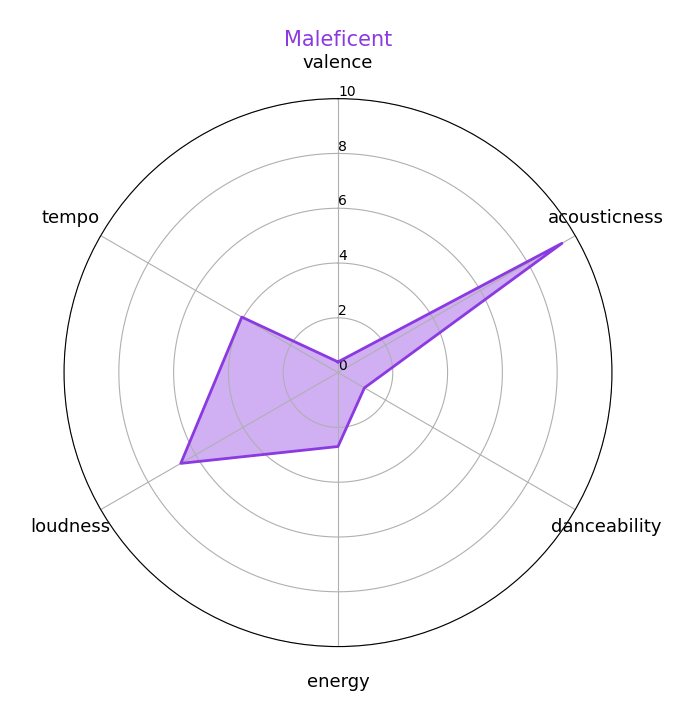 Maleficent
valence
10
8
acousticness
tempo
6
4
2
0
loudness
danceability
energy